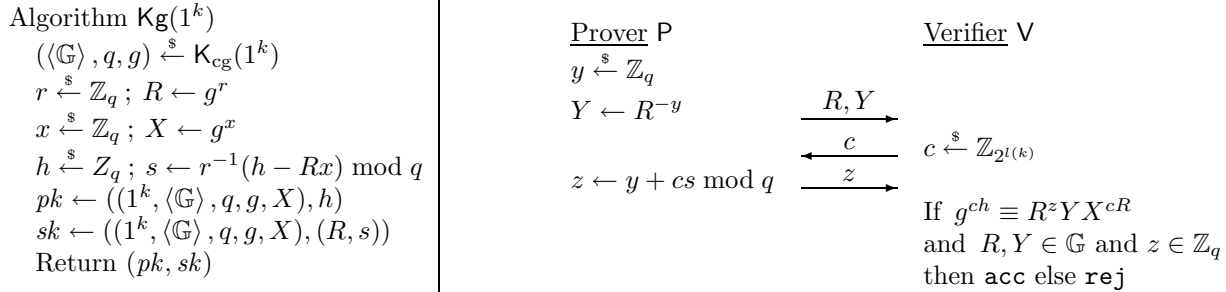 Algorithm Kg(1^k)
(⟨𝔾⟩, q, g) ←$ K_cg(1^k)
r ←$ ℤ_q ; R ← g^r
x ←$ ℤ_q ; X ← g^x
h ←$ Z_q ; s ← r^{-1}(h − Rx) mod q
pk ← ((1^k, ⟨𝔾⟩, q, g, X), h)
sk ← ((1^k, ⟨𝔾⟩, q, g, X), (R, s))
Return (pk, sk)
Prover P
Verifier V
y ←$ ℤ_q
Y ← R^{-y}
R, Y
c
c ←$ ℤ_{2^{l(k)}}
z ← y + cs mod q
z
If g^{ch} ≡ R^z Y X^{cR}
and R, Y ∈ 𝔾 and z ∈ ℤ_q
then acc else rej